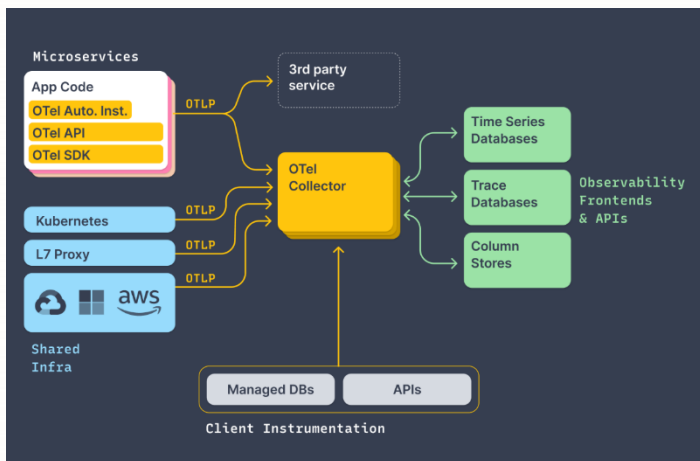 Microservices
App Code
OTel Auto. Inst.
OTel API
OTel SDK
OTLP
3rd party
service
OTel
Collector
Time Series
Databases
Trace
Databases
Column
Stores
Observability
Frontends
& APIs
Kubernetes
OTLP
L7 Proxy
OTLP
OTLP
aws
Shared
Infra
Managed DBs
APIs
Client Instrumentation